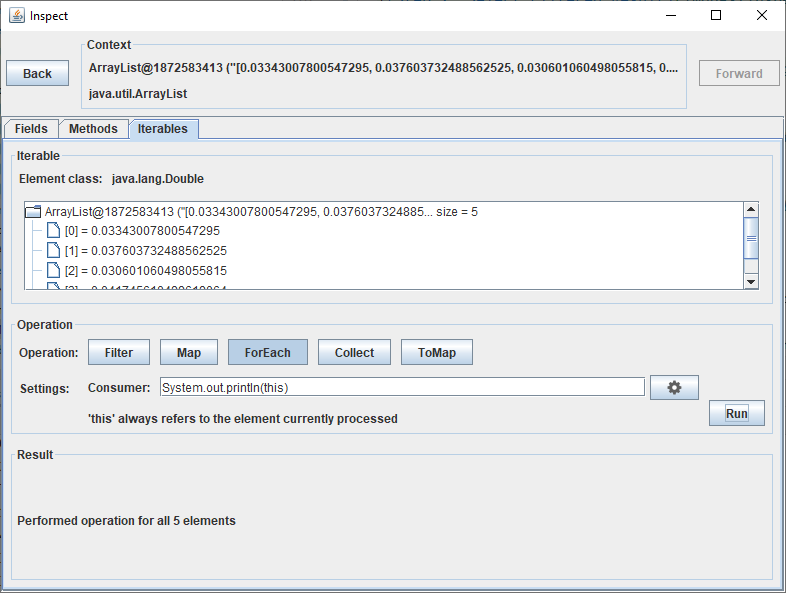 Inspect
Context
Back
ArrayList@1872583413 ("[0.03343007800547295, 0.037603732488562525, 0.030601060498055815, 0....
Forward
java.util.ArrayList
Fields
Methods
Iterables
Iterable
Element class: java.lang.Double
ArrayList@1872583413 ("[0.03343007800547295, 0.0376037324885... size = 5
[0] = 0.03343007800547295
[1] = 0.037603732488562525
[2] = 0.030601060498055815
Operation
Operation: Filter Map ForEach Collect ToMap
Settings: Consumer: System.out.println(this)
'this' always refers to the element currently processed
Run
Result
Performed operation for all 5 elements